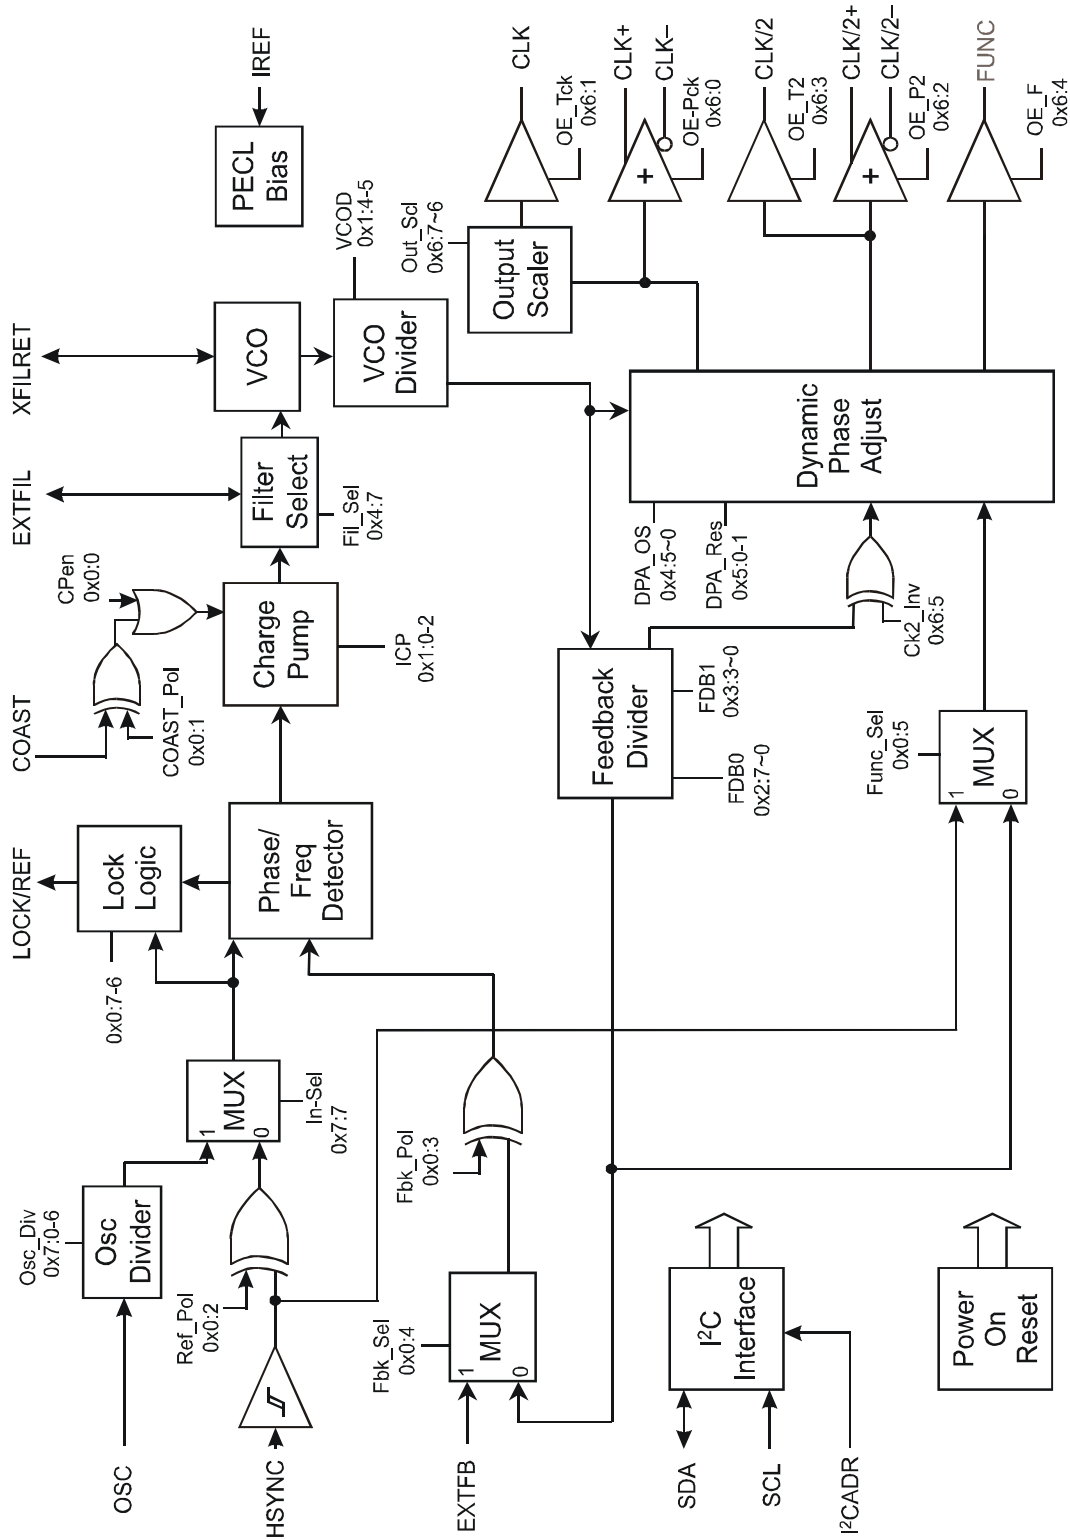 OSC
Osc_Div
0x7:0-6
Osc
Divider
HSYNC
Ref_Pol
0x0:2
1
MUX
0
In-Sel
0x7:7
LOCK/REF
0x0:7-6
Lock
Logic
Phase/
Freq
Detector
COAST
COAST_Pol
0x0:1
CPen
0x0:0
Charge
Pump
ICP
0x1:0-2
EXTFIL
Filter
Select
Fil_Sel
0x4:7
XFILRET
VCO
VCO
Divider
VCOD
0x1:4-5
PECL
Bias
IREF
EXTFB
Fbk_Sel
0x0:4
1
MUX
0
Fbk_Pol
0x0:3
Feedback
Divider
FDB0
0x2:7~0
FDB1
0x3:3~0
DPA_OS
0x4:5~0
DPA_Res
0x5:0-1
Ck2_Inv
0x6:5
Dynamic
Phase
Adjust
Func_Sel
0x0:5
1
MUX
0
Out_Scl
0x6:7~6
Output
Scaler
CLK
OE_Tck
0x6:1
+
CLK+
CLK–
OE-Pck
0x6:0
CLK/2
OE_T2
0x6:3
+
CLK/2+
CLK/2–
OE_P2
0x6:2
FUNC
OE_F
0x6:4
SDA
SCL
I²CADR
I²C
Interface
Power
On
Reset